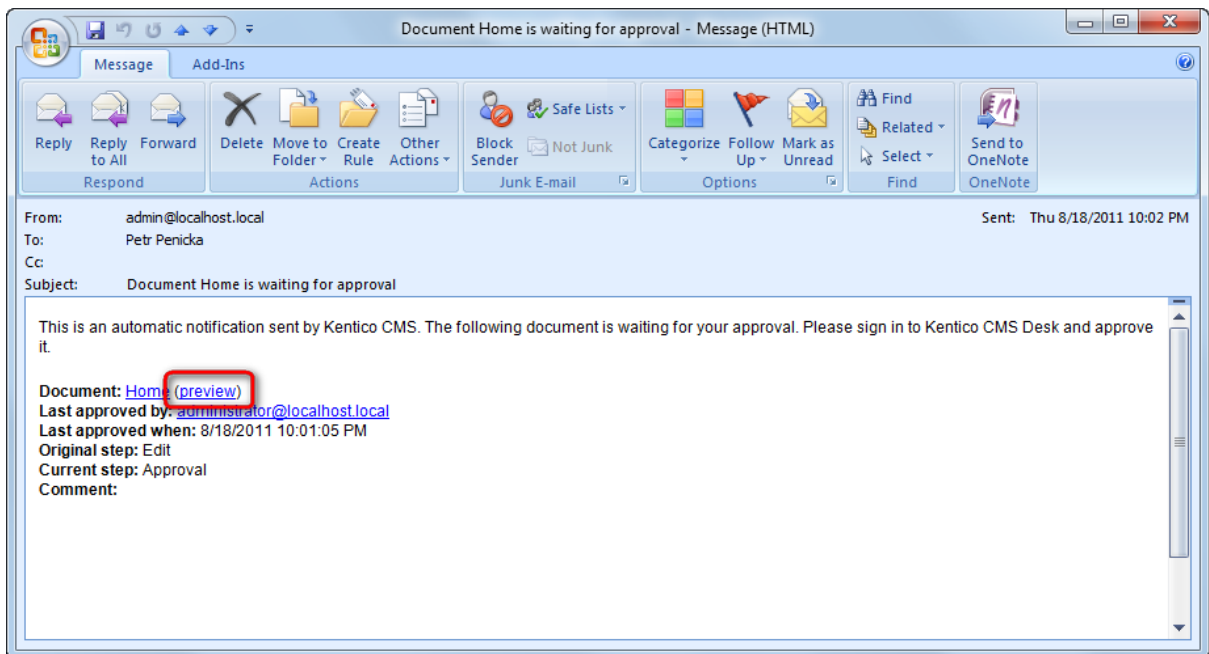 Document Home is waiting for approval - Message (HTML)
Message Add-Ins
Reply Reply to All Forward Delete Move to Folder Create Rule Other Actions Block Sender Safe Lists Not Junk Categorize Follow Up Mark as Unread Find Related Select Send to OneNote
Respond Actions Junk E-mail Options Find OneNote
From: admin@localhost.local Sent: Thu 8/18/2011 10:02 PM
To: Petr Penicka
Cc:
Subject: Document Home is waiting for approval
This is an automatic notification sent by Kentico CMS. The following document is waiting for your approval. Please sign in to Kentico CMS Desk and approve
it.
Document: Home (preview)
Last approved by: administrator@localhost.local
Last approved when: 8/18/2011 10:01:05 PM
Original step: Edit
Current step: Approval
Comment: